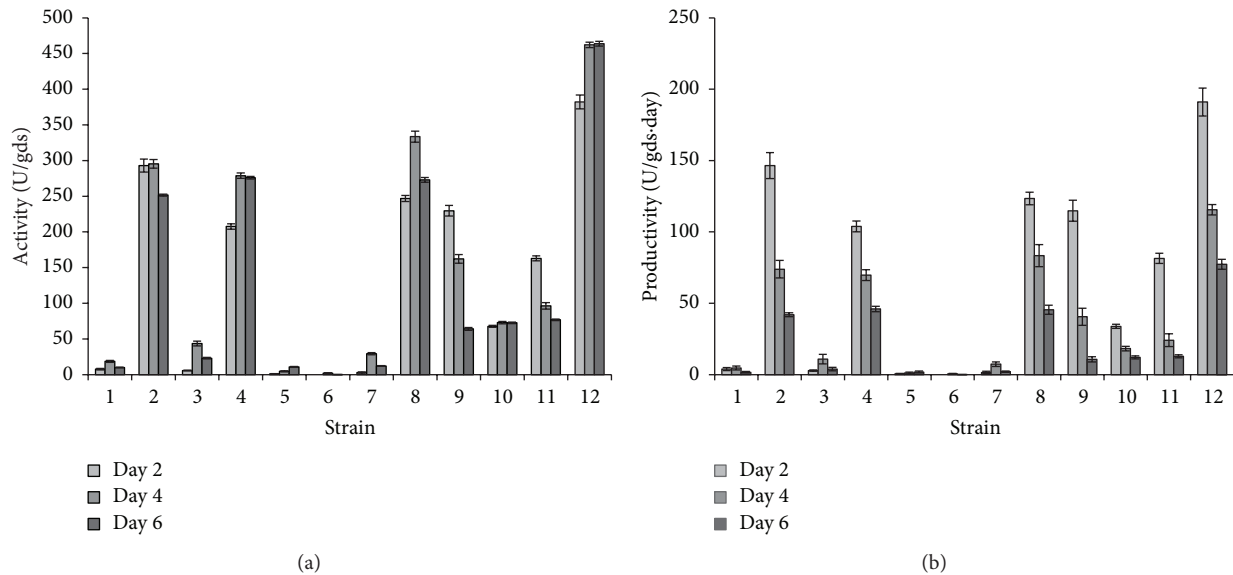 500
450
400
350
300
250
200
150
100
50
0
Activity (U/gds)
1 2 3 4 5 6 7 8 9 10 11 12
Strain
Day 2
Day 4
Day 6
(a)
250
200
150
100
50
0
Productivity (U/gds·day)
1 2 3 4 5 6 7 8 9 10 11 12
Strain
Day 2
Day 4
Day 6
(b)